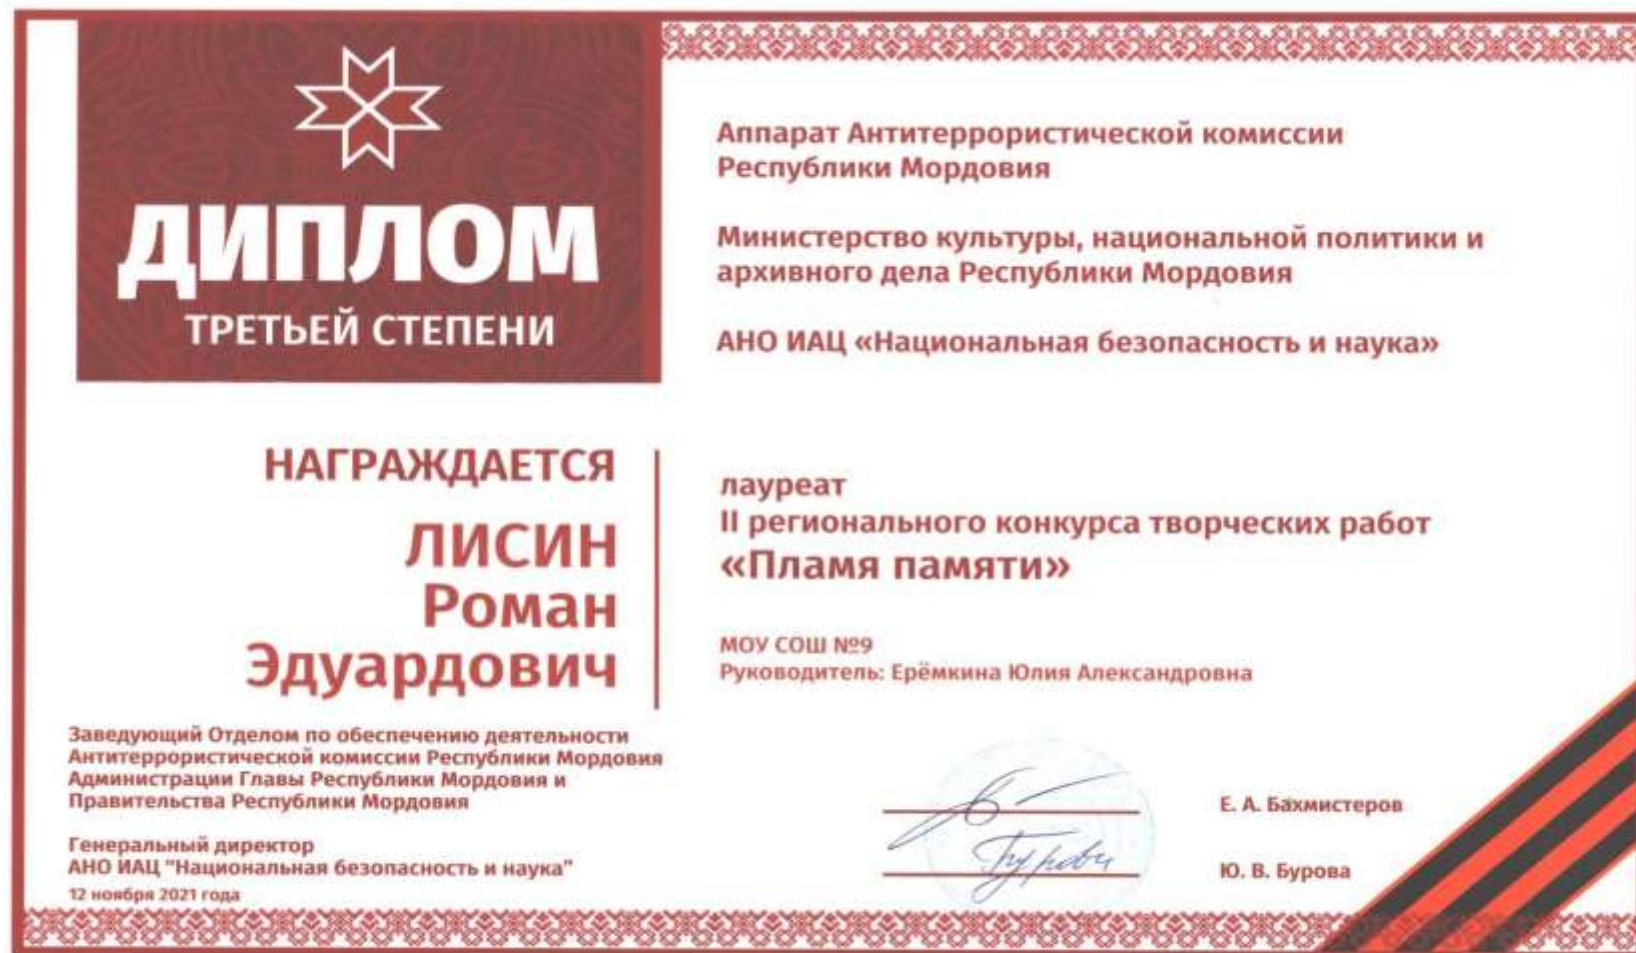 ДИПЛОМ
ТРЕТЬЕЙ СТЕПЕНИ
НАГРАЖДАЕТСЯ
ЛИСИН
Роман
Эдуардович
Аппарат Антитеррористической комиссии
Республики Мордовия
Министерство культуры, национальной политики и
архивного дела Республики Мордовия
АНО ИАЦ «Национальная безопасность и наука»
лауреат
II регионального конкурса творческих работ
«Пламя памяти»
МОУ СОШ №9
Руководитель: Ерёмкина Юлия Александровна
Заведующий Отделом по обеспечению деятельности
Антитеррористической комиссии Республики Мордовия
Администрации Главы Республики Мордовия и
Правительства Республики Мордовия
Е. А. Бахмистеров
Генеральный директор
АНО ИАЦ "Национальная безопасность и наука"
Ю. В. Бурова
12 ноября 2021 года